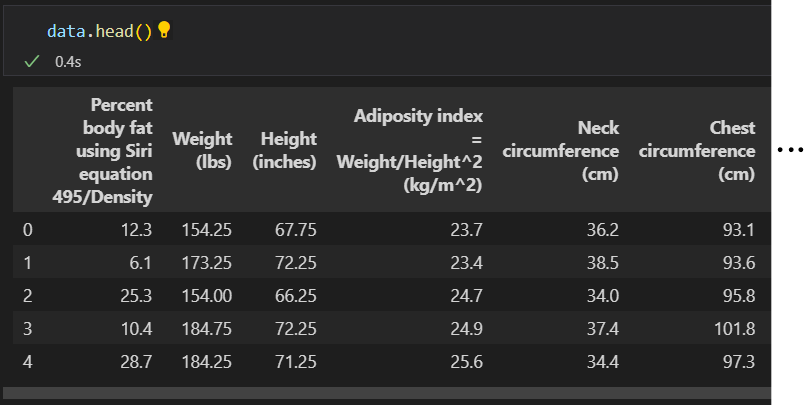 data.head()
0.4s
Percent body fat using Siri equation 495/Density Weight (lbs) Height (inches) Adiposity index = Weight/Height^2 (kg/m^2) Neck circumference (cm) Chest circumference (cm)
0 12.3 154.25 67.75 23.7 36.2 93.1
1 6.1 173.25 72.25 23.4 38.5 93.6
2 25.3 154.00 66.25 24.7 34.0 95.8
3 10.4 184.75 72.25 24.9 37.4 101.8
4 28.7 184.25 71.25 25.6 34.4 97.3
...